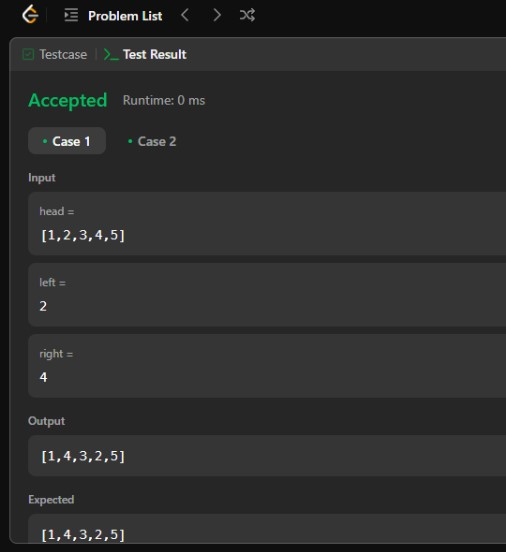 Problem List
Testcase Test Result
Accepted Runtime: 0 ms
Case 1 Case 2
Input
head =
[1,2,3,4,5]
left =
2
right =
4
Output
[1,4,3,2,5]
Expected
[1,4,3,2,5]